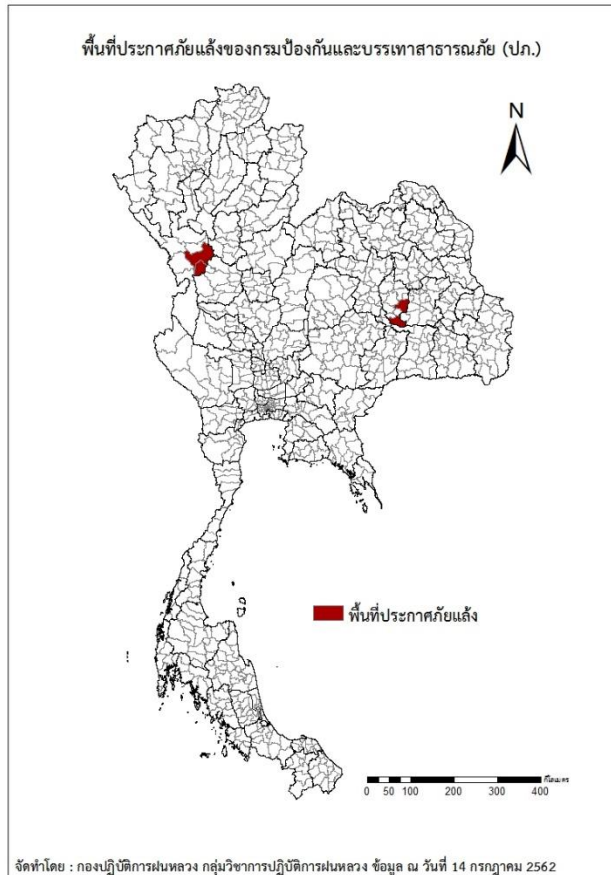 พื้นที่ประกาศภัยแล้งของกรมป้องกันและบรรเทาสาธารณภัย (ปภ.)
N
พื้นที่ประกาศภัยแล้ง
กิโลเมตร
0 50 100 200 300 400
จัดทำโดย : กองปฏิบัติการฝนหลวง กลุ่มวิชาการปฏิบัติการฝนหลวง ข้อมูล ณ วันที่ 14 กรกฎาคม 2562